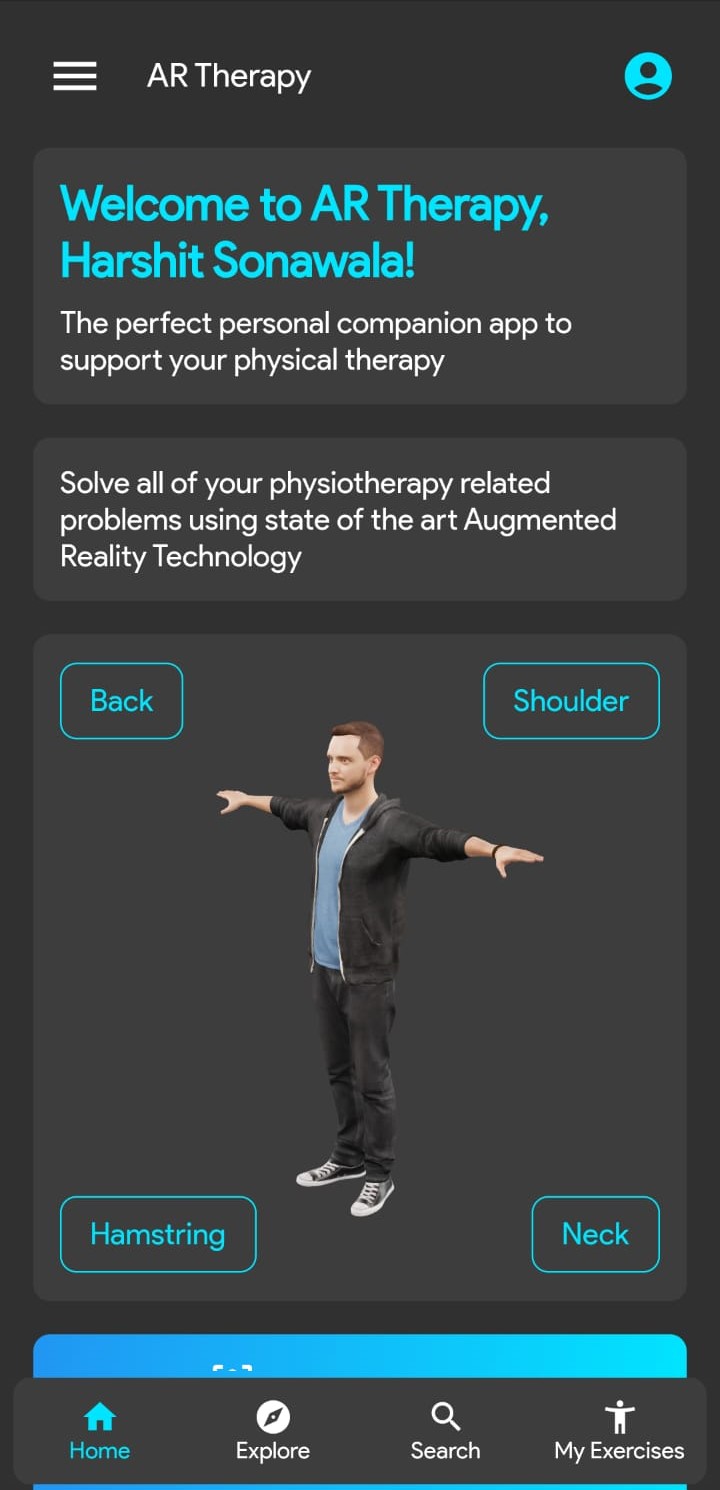 AR Therapy
Welcome to AR Therapy,
Harshit Sonawala!
The perfect personal companion app to
support your physical therapy
Solve all of your physiotherapy related
problems using state of the art Augmented
Reality Technology
Back
Shoulder
Hamstring
Neck
Home
Explore
Search
My Exercises